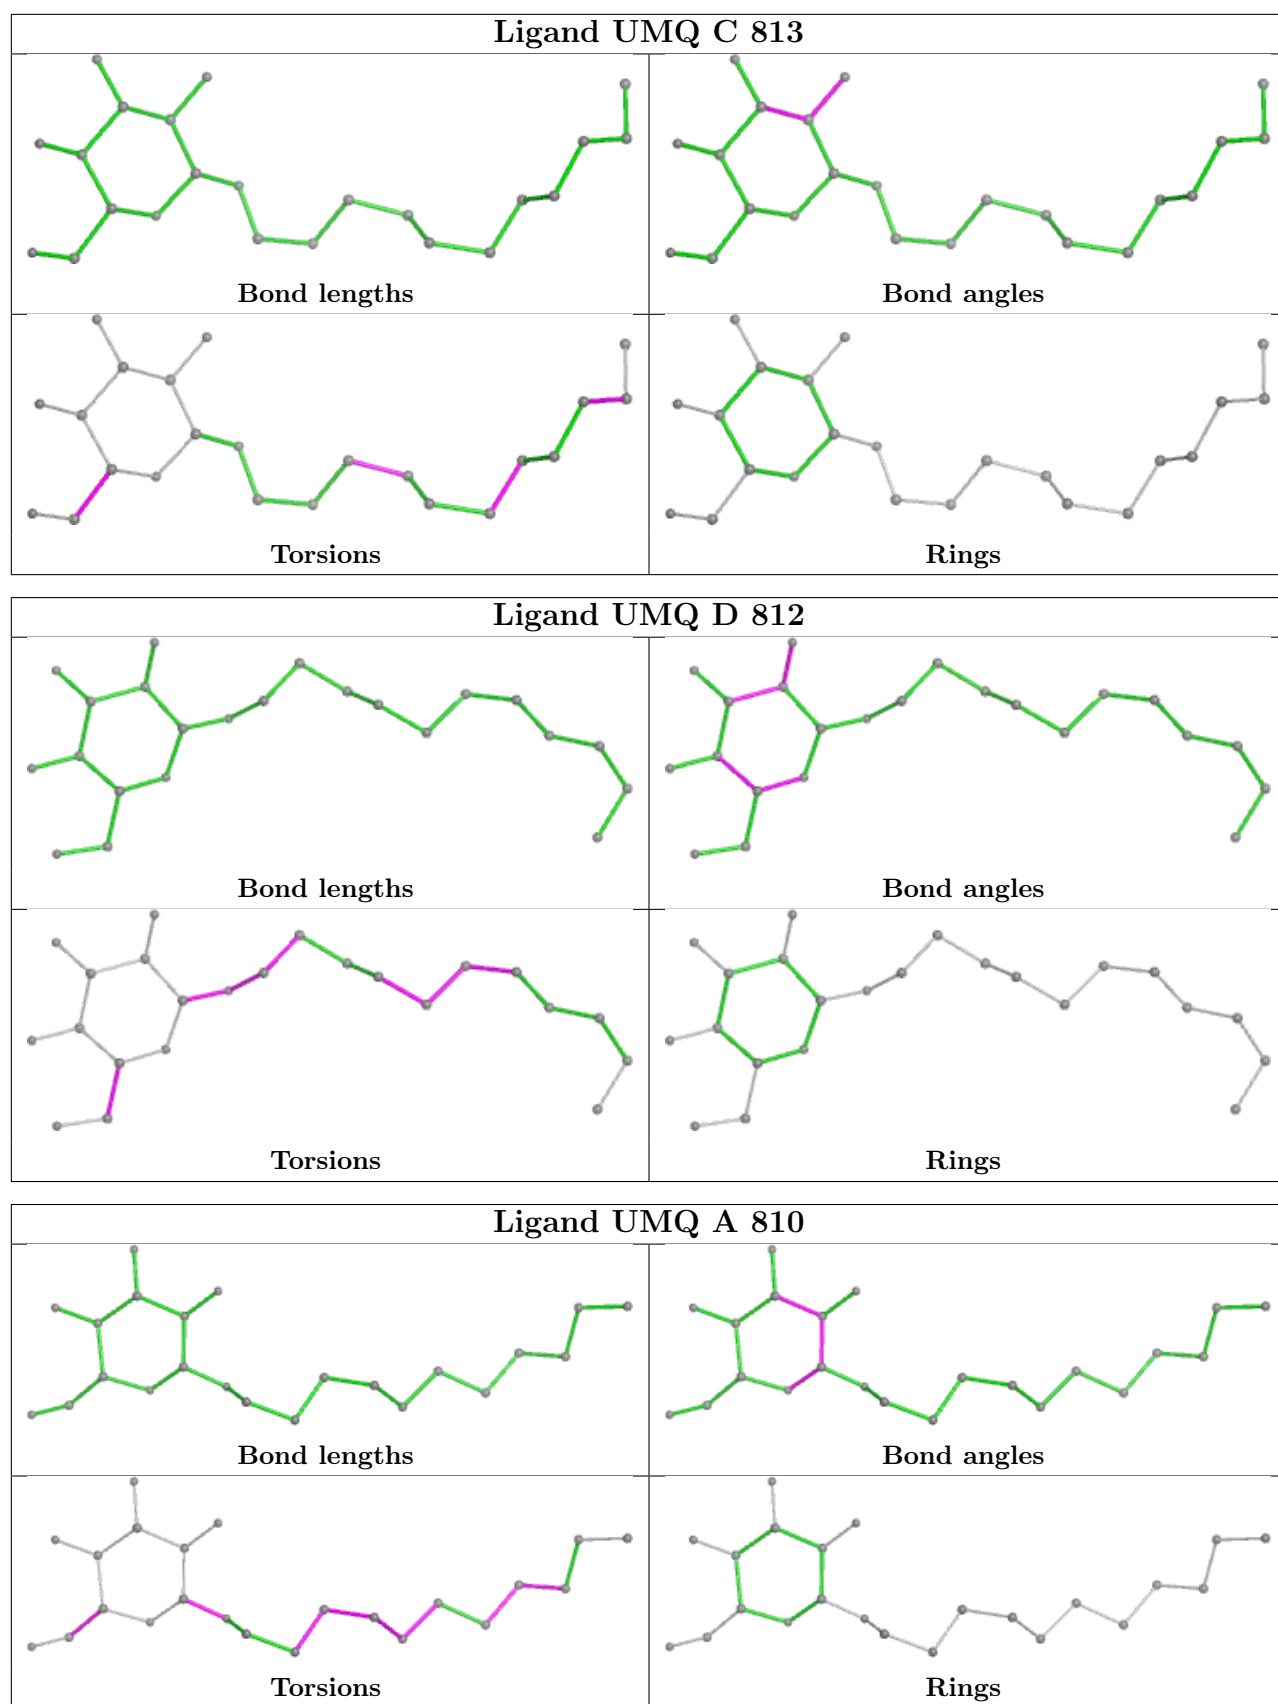 Ligand UMQ C 813
Bond lengths
Bond angles
Torsions
Rings
Ligand UMQ D 812
Bond lengths
Bond angles
Torsions
Rings
Ligand UMQ A 810
Bond lengths
Bond angles
Torsions
Rings